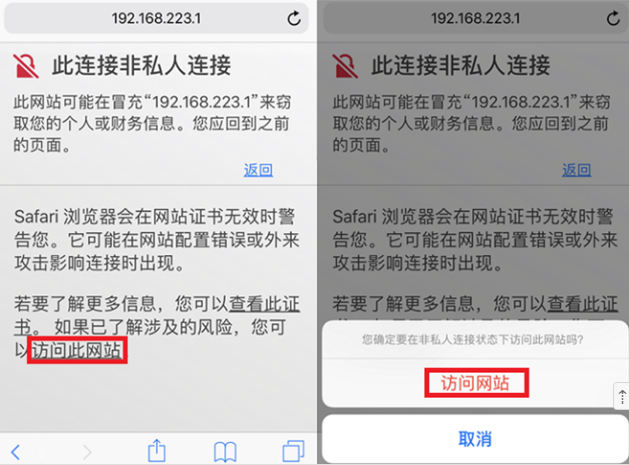 192.168.223.1
此连接非私人连接
此网站可能在冒充“192.168.223.1”来窃
取您的个人或财务信息。您应回到之前
的页面。
返回
Safari 浏览器会在网站证书无效时警
告您。它可能在网站配置错误或外来
攻击影响连接时出现。
若要了解更多信息，您可以查看此证
书。 如果已了解涉及的风险，您可
以访问此网站
192.168.223.1
此连接非私人连接
此网站可能在冒充“192.168.223.1”来窃
取您的个人或财务信息。您应回到之前
的页面。
返回
Safari 浏览器会在网站证书无效时警
告您。它可能在网站配置错误或外来
攻击影响连接时出现。
若要了解更多信息，您可以查看此证
您确定要在非私人连接状态下访问此网站吗?
访问网站
取消